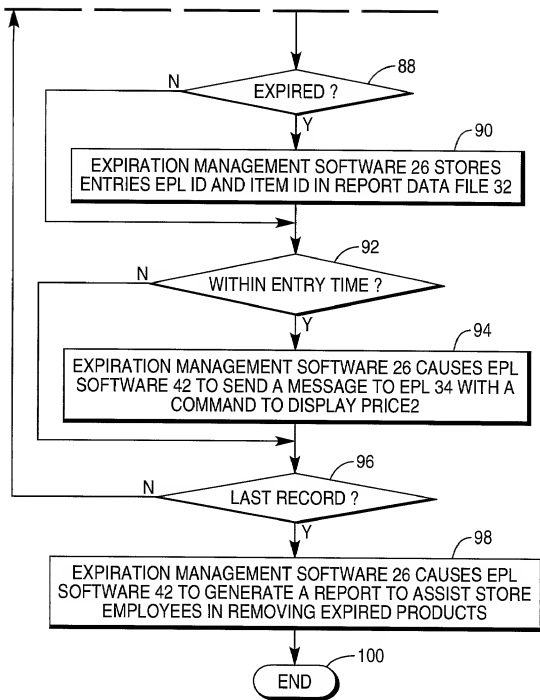 88
N
EXPIRED ?
Y
90
EXPIRATION MANAGEMENT SOFTWARE 26 STORES
ENTRIES EPL ID AND ITEM ID IN REPORT DATA FILE 32
92
N
WITHIN ENTRY TIME ?
Y
94
EXPIRATION MANAGEMENT SOFTWARE 26 CAUSES EPL
SOFTWARE 42 TO SEND A MESSAGE TO EPL 34 WITH A
COMMAND TO DISPLAY PRICE2
96
N
LAST RECORD ?
Y
98
EXPIRATION MANAGEMENT SOFTWARE 26 CAUSES EPL
SOFTWARE 42 TO GENERATE A REPORT TO ASSIST STORE
EMPLOYEES IN REMOVING EXPIRED PRODUCTS
100
END